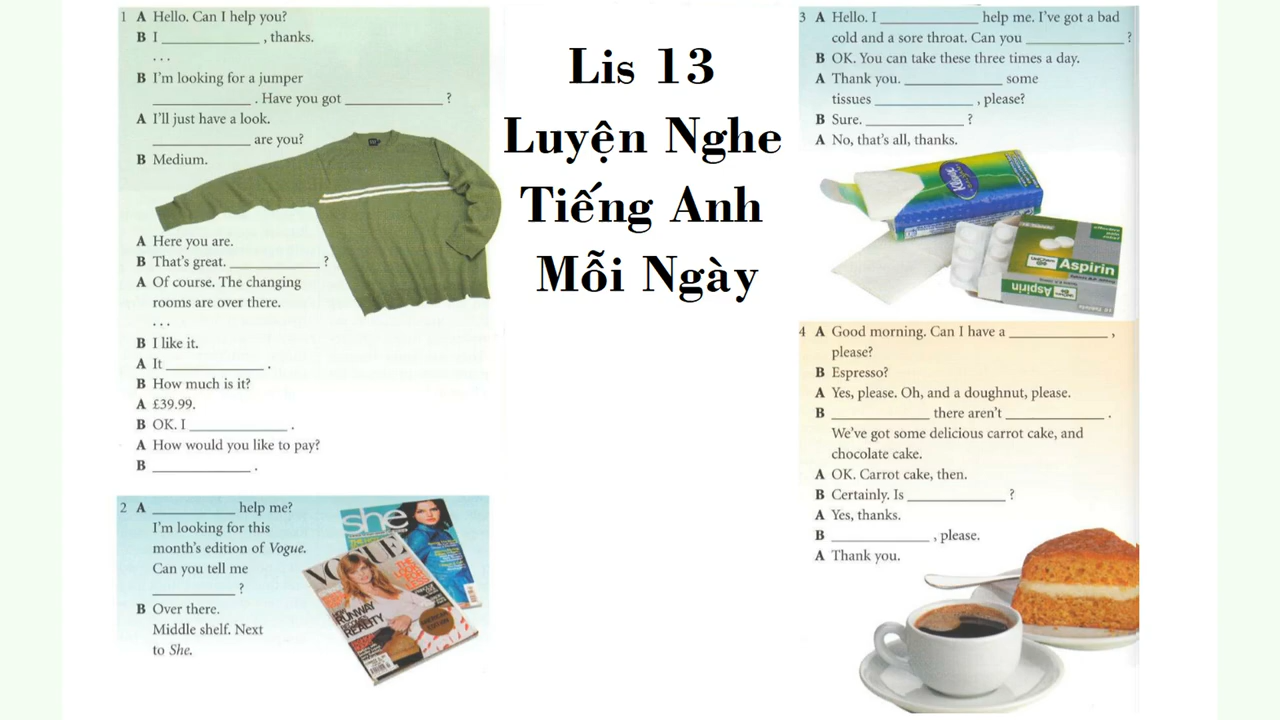 1 A Hello. Can I help you?
B I ____________ , thanks.
. . .
B I'm looking for a jumper
____________ . Have you got ____________ ?
A I'll just have a look.
____________ are you?
B Medium.
A Here you are.
B That's great. ____________ ?
A Of course. The changing
rooms are over there.
. . .
B I like it.
A It ____________ .
B How much is it?
A £39.99.
B OK. I ____________ .
A How would you like to pay?
B ____________ .
2 A ____________ help me?
I'm looking for this
month's edition of Vogue.
Can you tell me
____________ ?
B Over there.
Middle shelf. Next
to She.
she
VOGUE
RUNWAY
REALITY
Lis 13
Luyện Nghe
Tiếng Anh
Mỗi Ngày
3 A Hello. I ____________ help me. I've got a bad
cold and a sore throat. Can you ____________ ?
B OK. You can take these three times a day.
A Thank you. ____________ some
tissues ____________ , please?
B Sure. ____________ ?
A No, that's all, thanks.
Aspirin
Aspirin
4 A Good morning. Can I have a ____________ ,
please?
B Espresso?
A Yes, please. Oh, and a doughnut, please.
B ____________ there aren't ____________ .
We've got some delicious carrot cake, and
chocolate cake.
A OK. Carrot cake, then.
B Certainly. Is ____________ ?
A Yes, thanks.
B ____________ , please.
A Thank you.